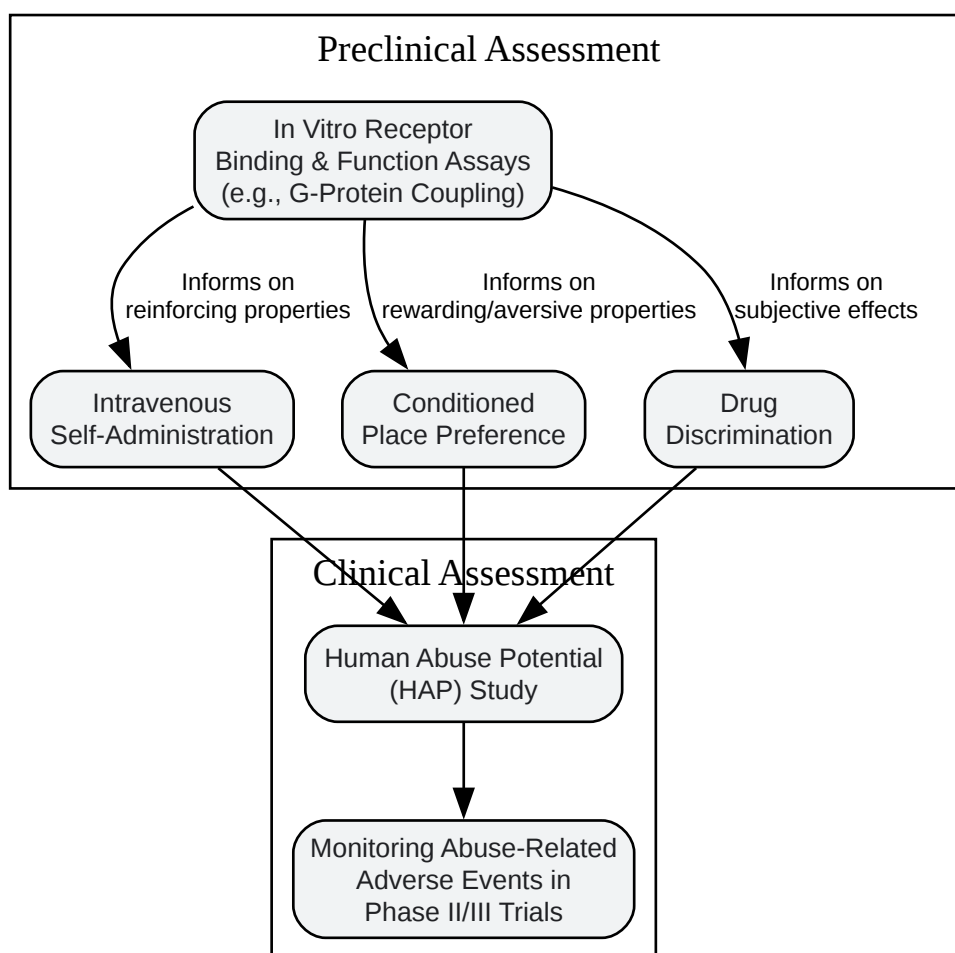 Preclinical Assessment
In Vitro Receptor
Binding & Function Assays
(e.g., G-Protein Coupling)
Informs on
reinforcing properties
Informs on
rewarding/aversive properties
Informs on
subjective effects
Intravenous
Self-Administration
Conditioned
Place Preference
Drug
Discrimination
Clinical Assessment
Human Abuse Potential
(HAP) Study
Monitoring Abuse-Related
Adverse Events in
Phase II/III Trials